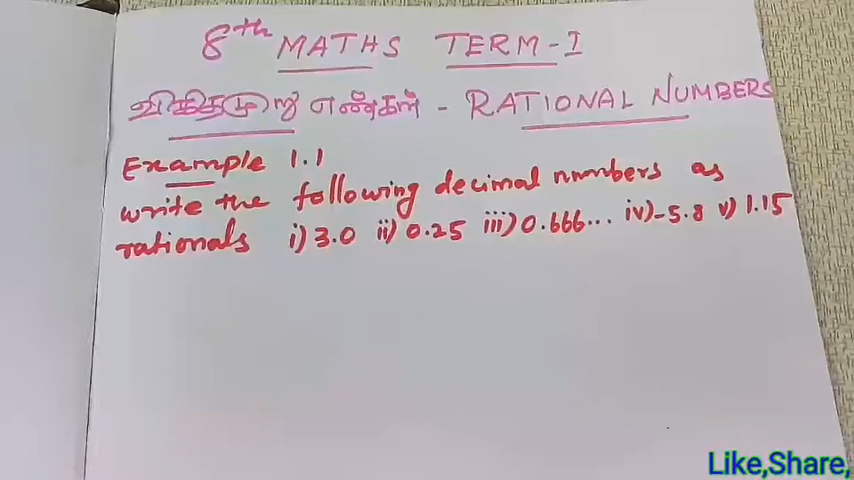 8th MATHS TERM-I
விகிதமுறு எண்கள் - RATIONAL NUMBERS
Example 1.1
write the following decimal numbers as
rationals i) 3.0 ii) 0.25 iii) 0.666... iv) -5.8 v) 1.15
Like,Share,